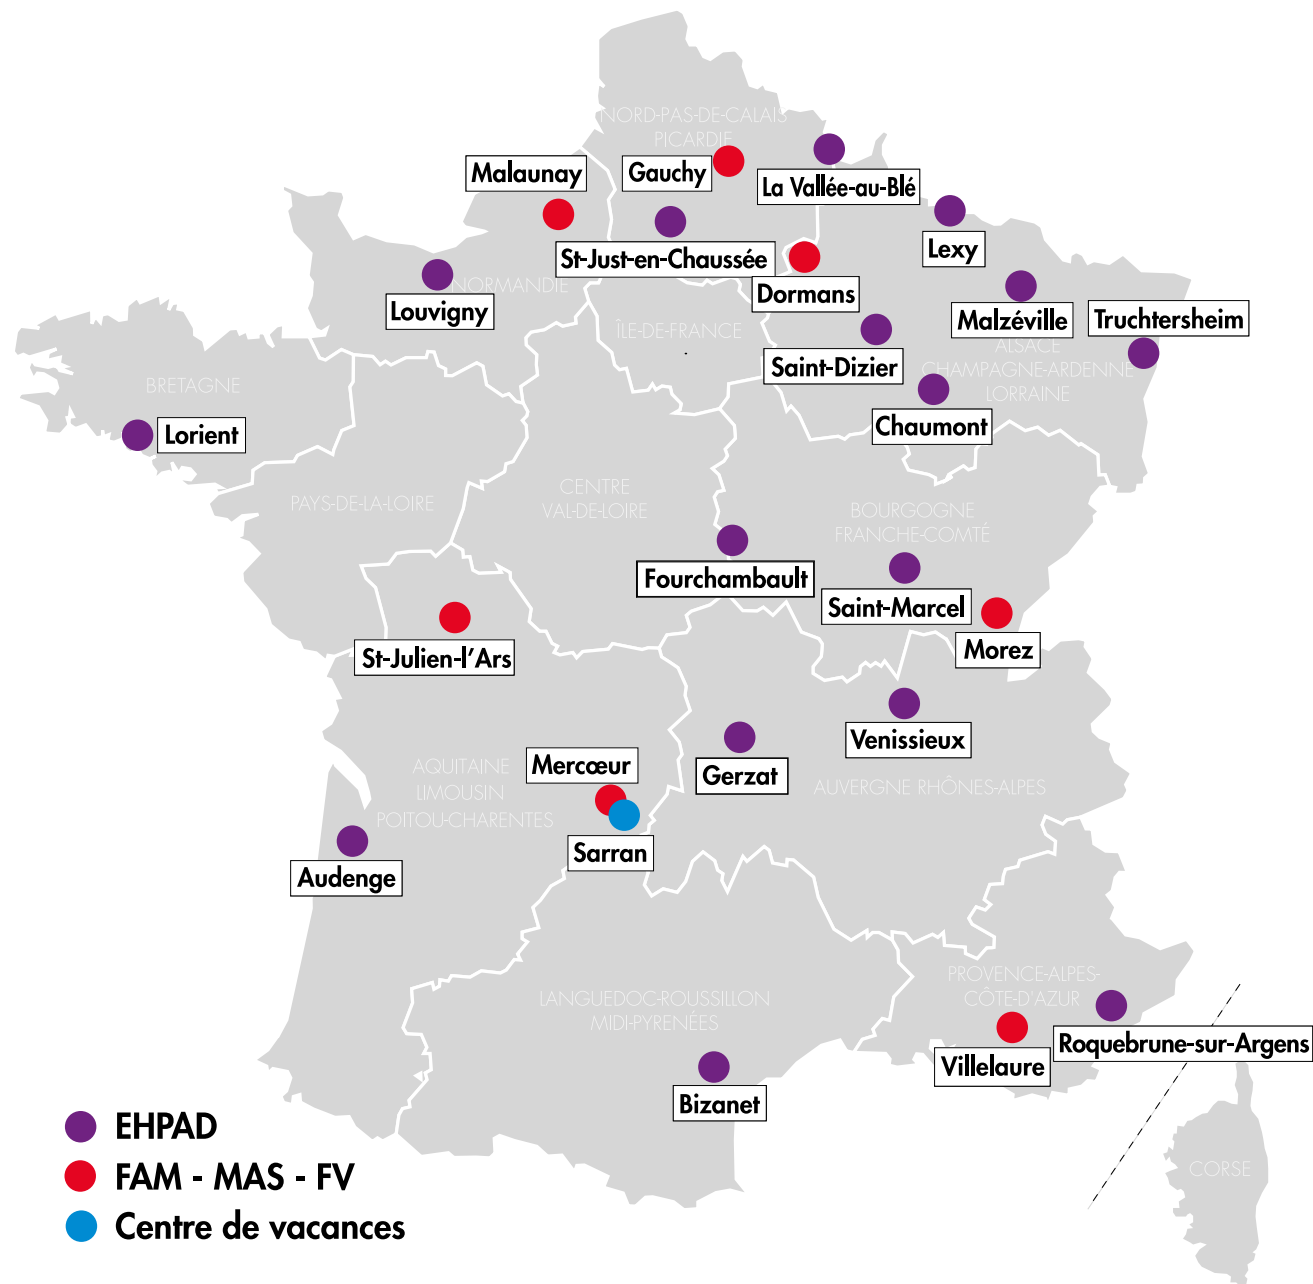 NORD-PAS-DE-CALAIS
PICARDIE
Malaunay
Gauchy
La Vallée-au-Blé
St-Just-en-Chaussée
Lexy
Dormans
NORMANDIE
Louvigny
ÎLE-DE-FRANCE
Malzéville
Truchtersheim
Saint-Dizier
ALSACE
CHAMPAGNE-ARDENNE
LORRAINE
BRETAGNE
Lorient
Chaumont
PAYS-DE-LA-LOIRE
CENTRE
VAL-DE-LOIRE
BOURGOGNE
FRANCHE-COMTÉ
Fourchambault
Saint-Marcel
Morez
St-Julien-l'Ars
Venissieux
Mercœur
Gerzat
AQUITAINE
LIMOUSIN
POITOU-CHARENTES
AUVERGNE RHÔNES-ALPES
Sarran
Audenge
PROVENCE-ALPES-
CÔTE-D'AZUR
LANGUEDOC-ROUSSILLON
MIDI-PYRENÉES
Roquebrune-sur-Argens
Villelaure
Bizanet
EHPAD
FAM - MAS - FV
Centre de vacances
CORSE